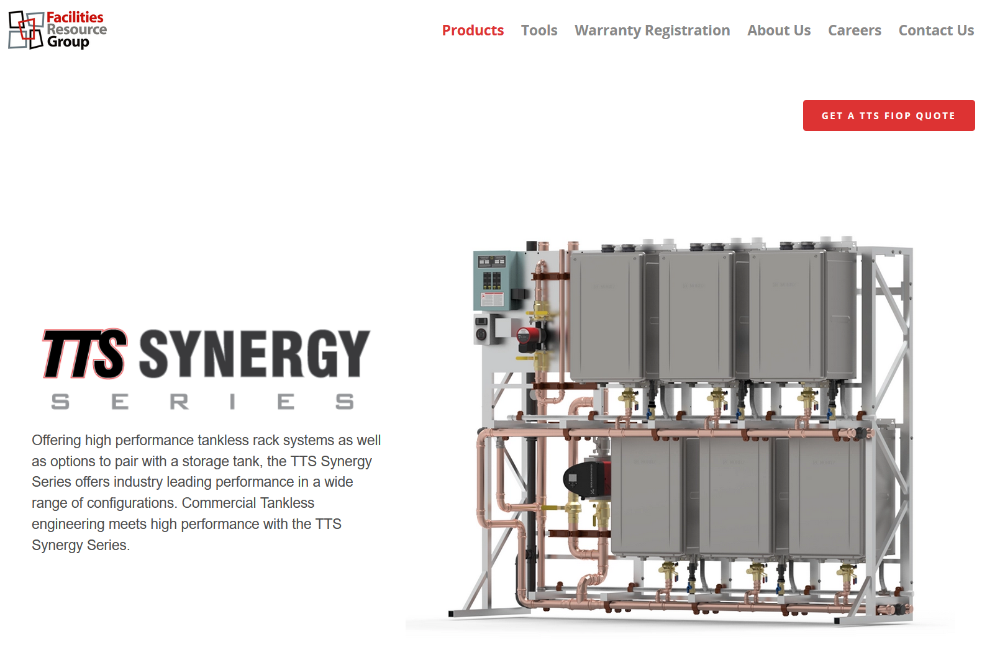 Facilities
Resource
Group
Products Tools Warranty Registration About Us Careers Contact Us
GET A TTS FIOP QUOTE
TTS SYNERGY
SERIES
Offering high performance tankless rack systems as well
as options to pair with a storage tank, the TTS Synergy
Series offers industry leading performance in a wide
range of configurations. Commercial Tankless
engineering meets high performance with the TTS
Synergy Series.